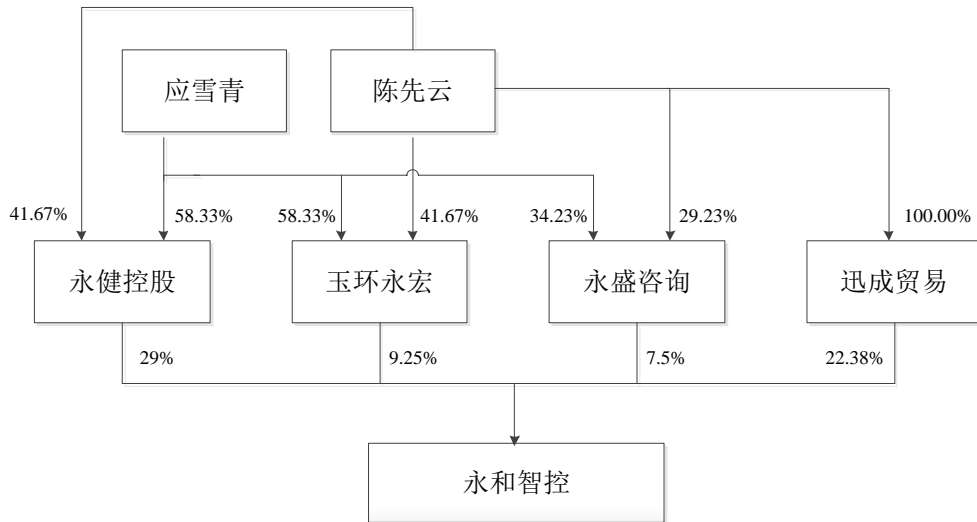 应雪青
陈先云
41.67%
58.33%
58.33%
41.67%
34.23%
29.23%
100.00%
永健控股
玉环永宏
永盛咨询
迅成贸易
29%
9.25%
7.5%
22.38%
永和智控